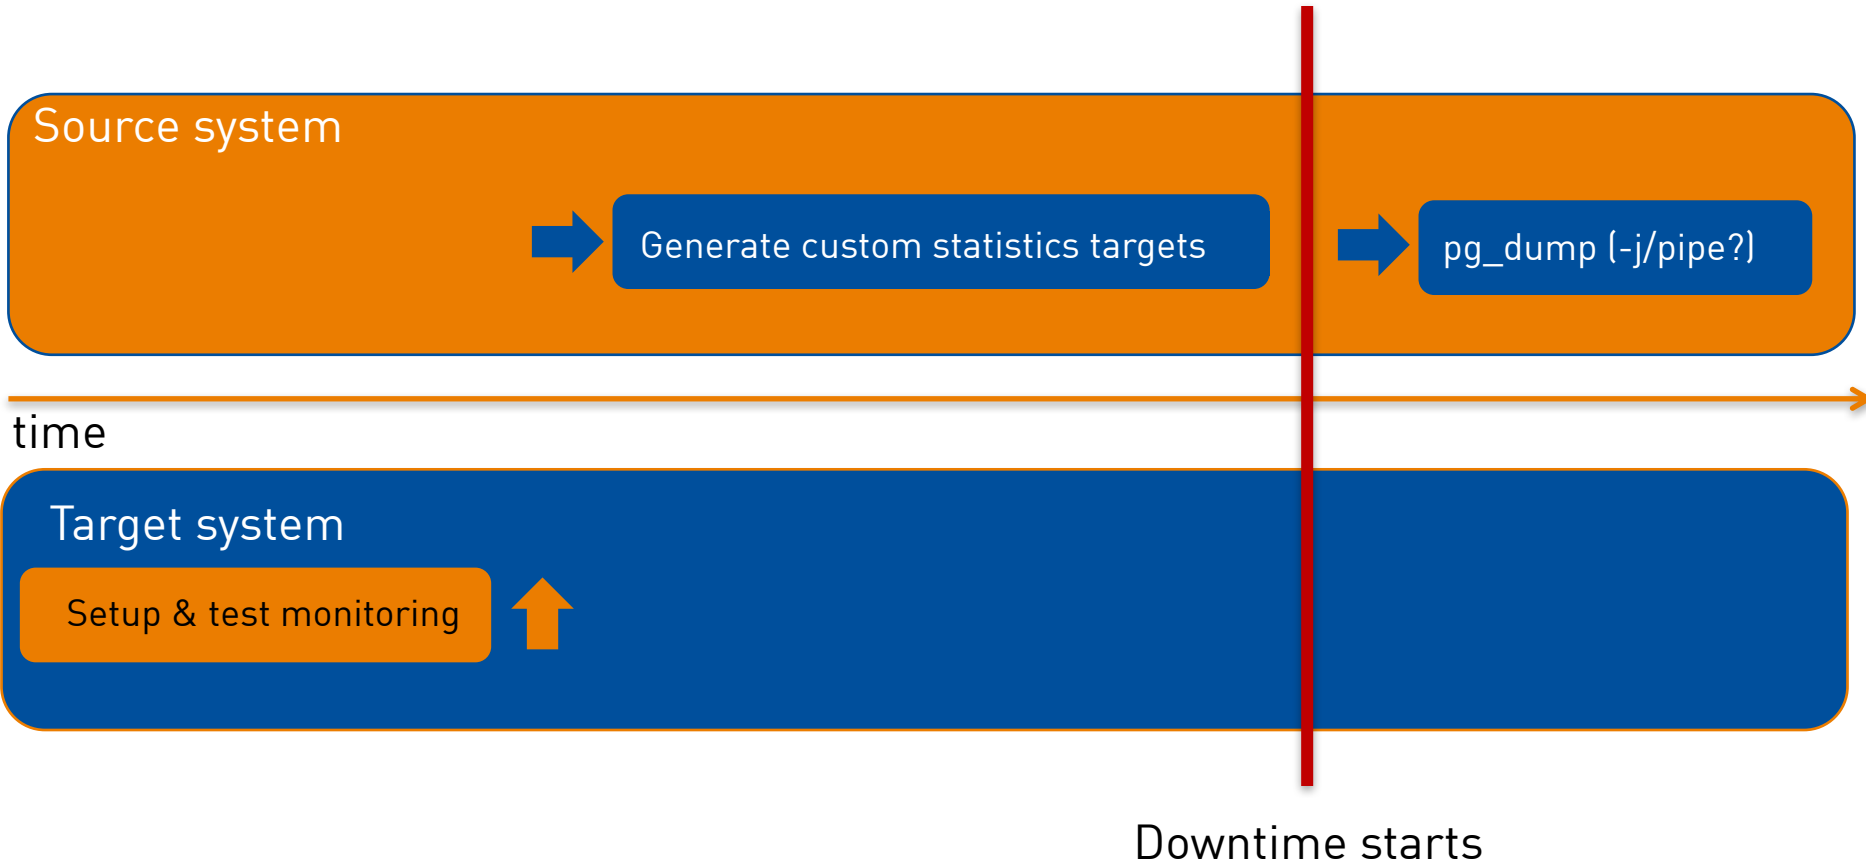 Source system
Generate custom statistics targets
pg_dump (-j/pipe?)
time
Target system
Setup & test monitoring
Downtime starts